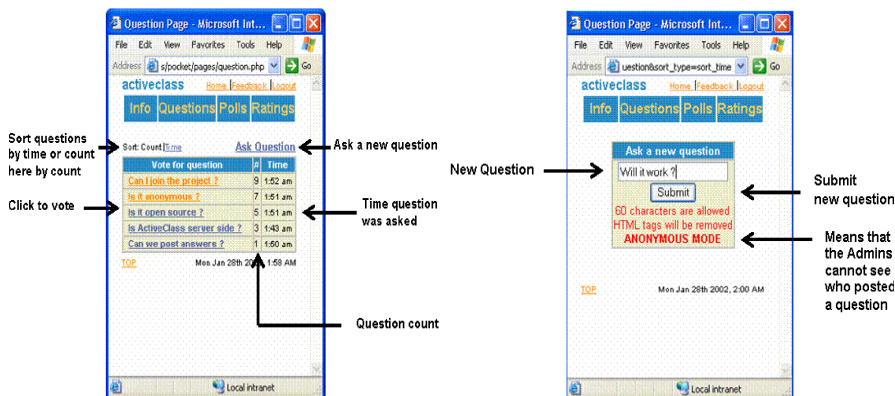 Question Page - Microsoft Int...
File Edit View Favorites Tools Help
Address s/pocket/pages/question.php Go
activeclass Home |Feedback |Logout
Info Questions Polls Ratings
Sort: Count|Time Ask Question
Vote for question # Time
Can I join the project ? 9 1:52 am
Is it anonymous ? 7 1:51 am
Is it open source ? 5 1:51 am
Is ActiveClass server side ? 3 1:43 am
Can we post answers ? 1 1:50 am
TOP Mon Jan 28th 200 1:58 AM
Local intranet
Sort questions
by time or count
here by count
Click to vote
Ask a new question
Time question
was asked
Question count
Question Page - Microsoft Int...
File Edit View Favorites Tools Help
Address uestion&sort_type=sort_time Go
activeclass Home |Feedback |Logout
Info Questions Polls Ratings
Ask a new question
Will it work ?
Submit
60 characters are allowed
HTML tags will be removed
ANONYMOUS MODE
TOP Mon Jan 28th 2002, 2:00 AM
Local intranet
New Question
Submit
new question
Means that
the Admins
cannot see
who posted
a question